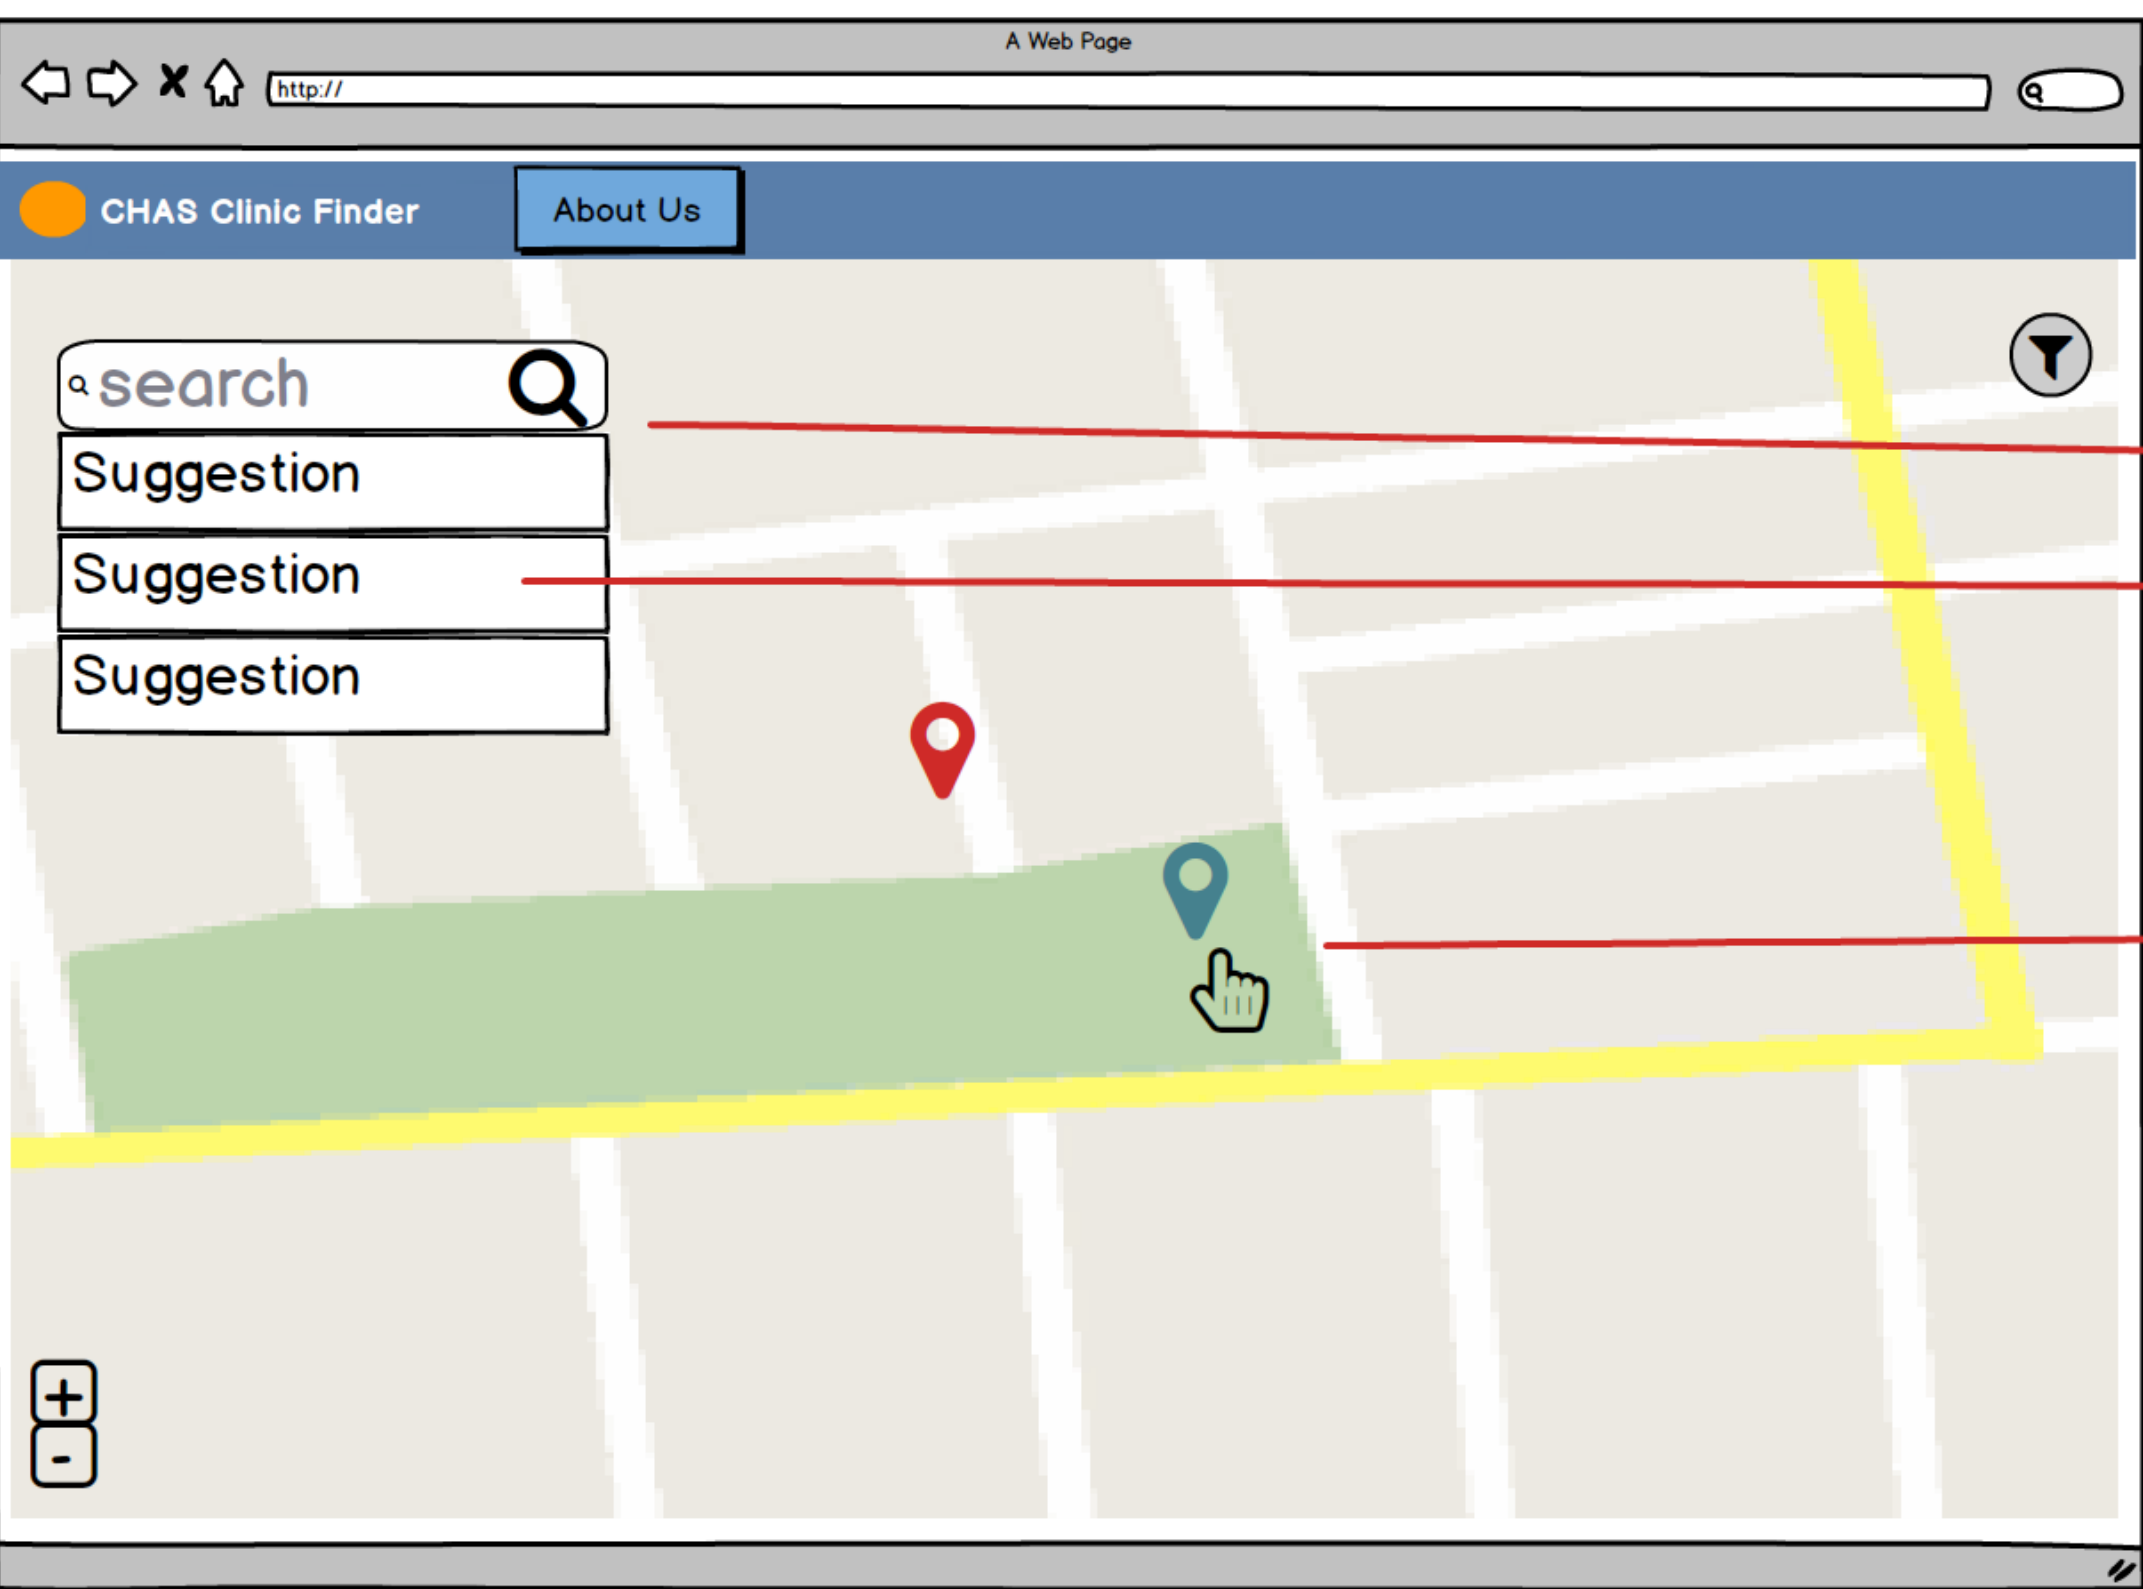 A Web Page
http://
CHAS Clinic Finder
About Us
search
Suggestion
Suggestion
Suggestion
+
-